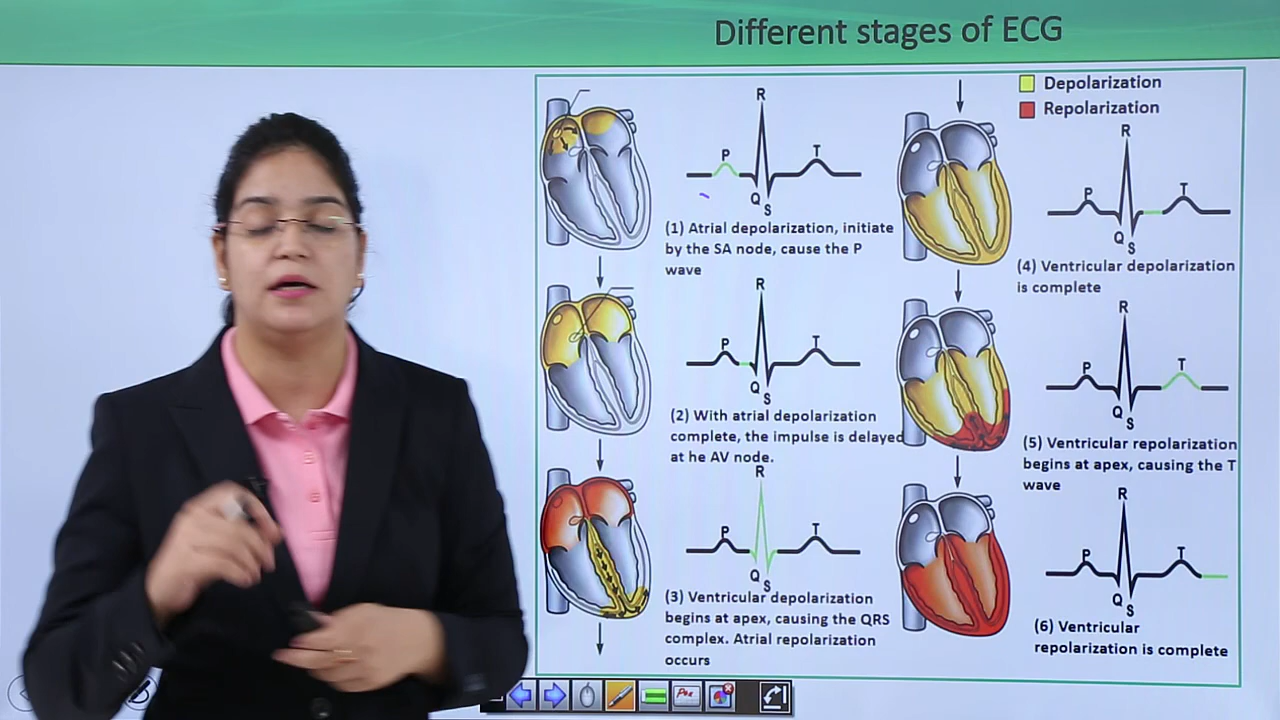 Different stages of ECG
Depolarization
Repolarization
R
P
T
Q
S
(1) Atrial depolarization, initiate
by the SA node, cause the P
wave
R
P
T
Q
S
(2) With atrial depolarization
complete, the impulse is delayed
at he AV node.
R
P
T
Q
S
(3) Ventricular depolarization
begins at apex, causing the QRS
complex. Atrial repolarization
occurs
R
P
T
Q
S
(4) Ventricular depolarization
is complete
R
P
T
Q
S
(5) Ventricular repolarization
begins at apex, causing the T
wave
R
P
T
Q
S
(6) Ventricular
repolarization is complete